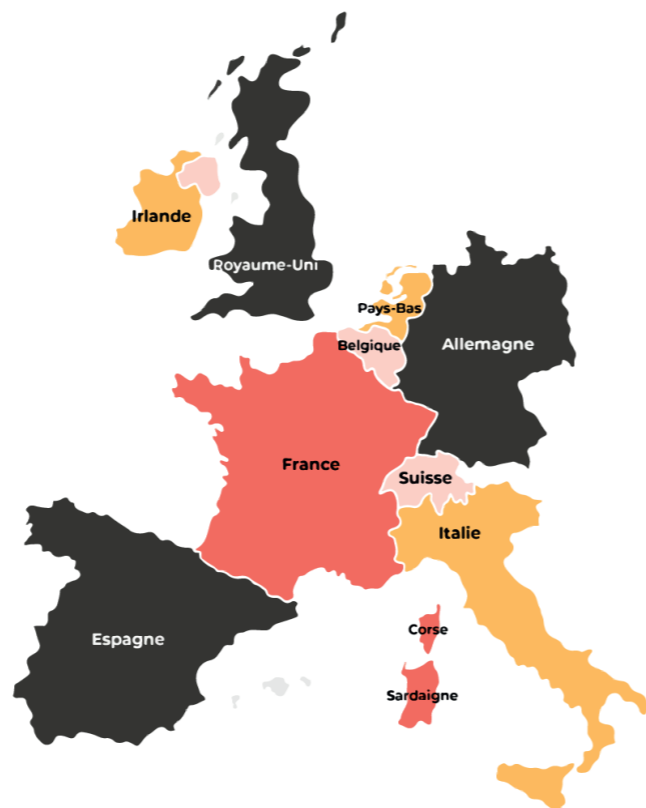 Irlande
Royaume-Uni
Pays-Bas
Belgique
Allemagne
France
Suisse
Italie
Espagne
Corse
Sardaigne